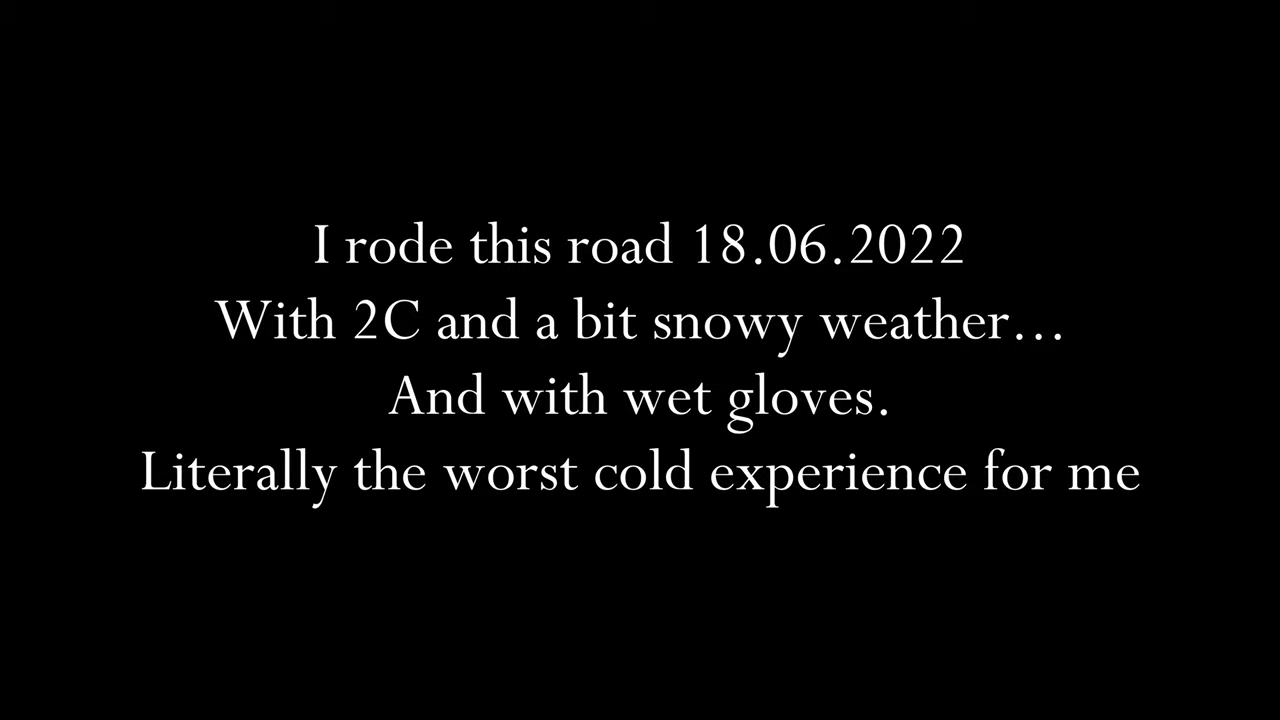 I rode this road 18.06.2022
With 2C and a bit snowy weather...
And with wet gloves.
Literally the worst cold experience for me